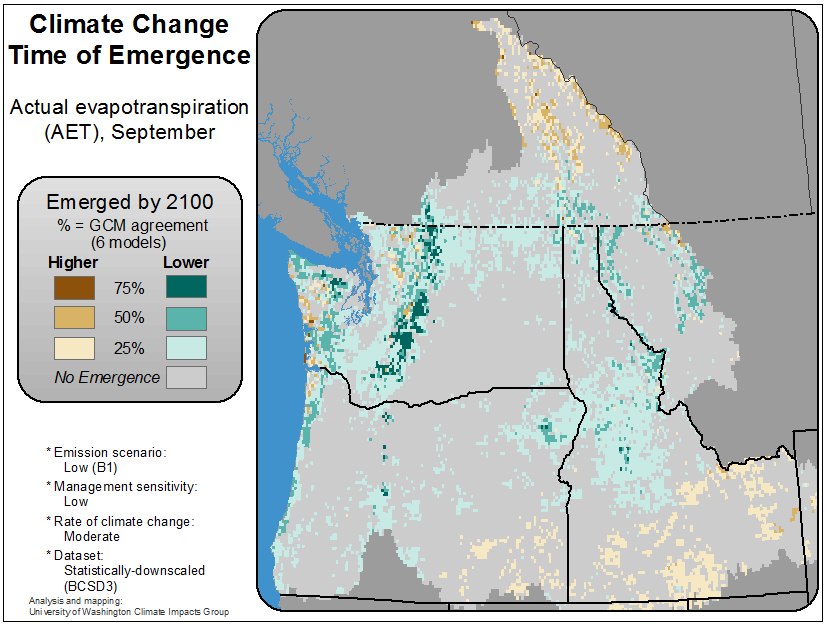 Climate Change
Time of Emergence
Actual evapotranspiration
(AET), September
Emerged by 2100
% = GCM agreement
(6 models)
Higher Lower
75%
50%
25%
No Emergence
* Emission scenario:
Low (B1)
* Management sensitivity:
Low
* Rate of climate change:
Moderate
* Dataset:
Statistically-downscaled
(BCSD3)
Analysis and mapping:
University of Washington Climate Impacts Group